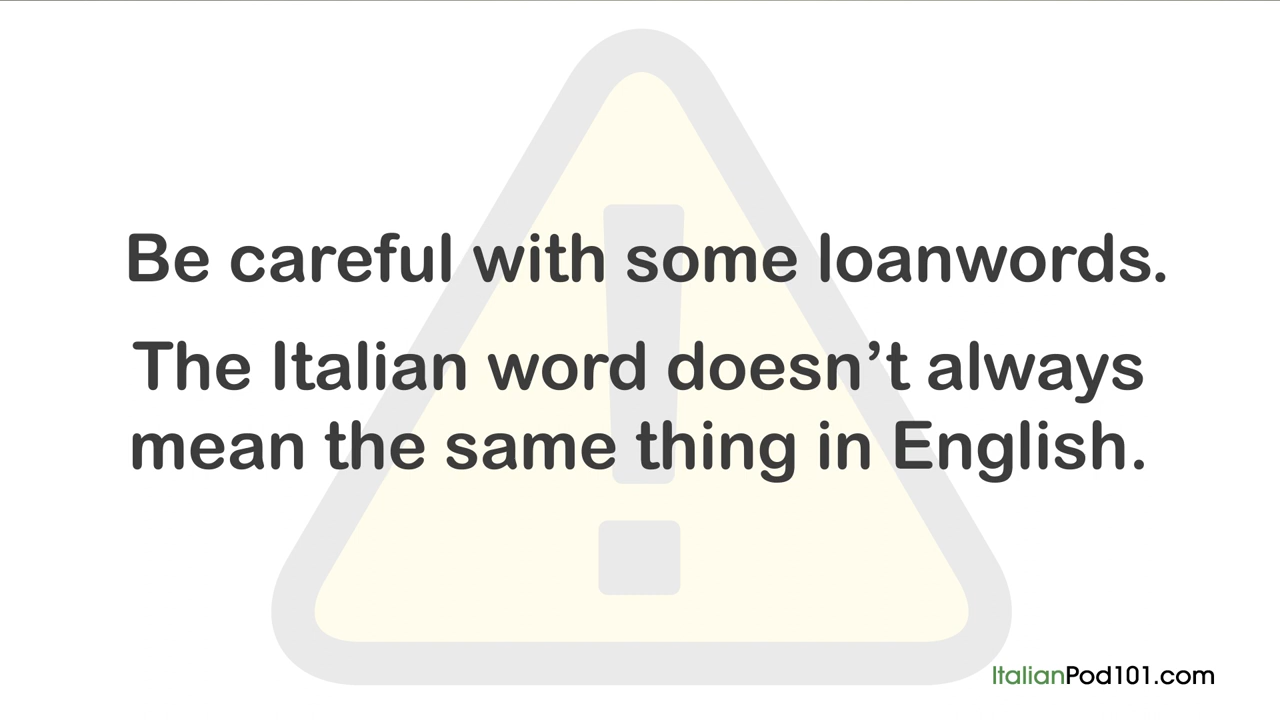 Be careful with some loanwords.
The Italian word doesn’t always
mean the same thing in English.
ItalianPod101.com